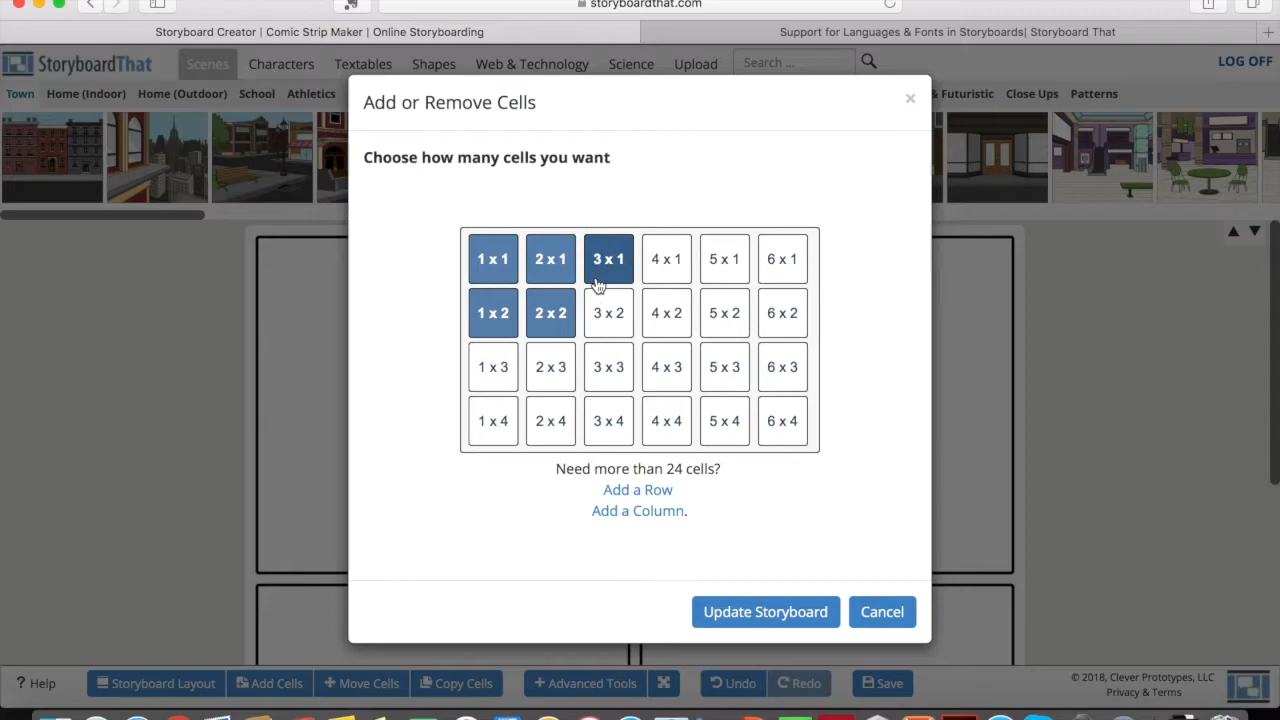 storyboardthat.com
Storyboard Creator | Comic Strip Maker | Online Storyboarding
Support for Languages & Fonts in Storyboards| Storyboard That
StoryboardThat Scenes Characters Textables Shapes Web & Technology Science Upload Search ... LOG OFF
Town Home (Indoor) Home (Outdoor) School Athletics & Futuristic Close Ups Patterns
Add or Remove Cells ×
Choose how many cells you want
1 x 1 2 x 1 3 x 1 4 x 1 5 x 1 6 x 1
1 x 2 2 x 2 3 x 2 4 x 2 5 x 2 6 x 2
1 x 3 2 x 3 3 x 3 4 x 3 5 x 3 6 x 3
1 x 4 2 x 4 3 x 4 4 x 4 5 x 4 6 x 4
Need more than 24 cells?
Add a Row
Add a Column.
Update Storyboard Cancel
? Help Storyboard Layout Add Cells Move Cells Copy Cells Advanced Tools Undo Redo Save
© 2018, Clever Prototypes, LLC
Privacy & Terms